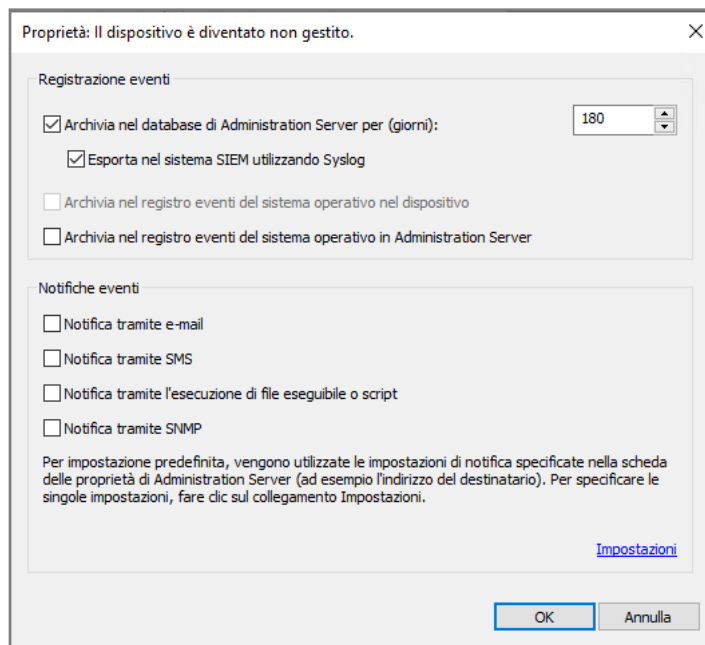 Proprietà: Il dispositivo è diventato non gestito.
Registrazione eventi
Archivia nel database di Administration Server per (giorni):
180
Esporta nel sistema SIEM utilizzando Syslog
Archivia nel registro eventi del sistema operativo nel dispositivo
Archivia nel registro eventi del sistema operativo in Administration Server
Notifiche eventi
Notifica tramite e-mail
Notifica tramite SMS
Notifica tramite l'esecuzione di file eseguibile o script
Notifica tramite SNMP
Per impostazione predefinita, vengono utilizzate le impostazioni di notifica specificate nella scheda
delle proprietà di Administration Server (ad esempio l'indirizzo del destinatario). Per specificare le
singole impostazioni, fare clic sul collegamento Impostazioni.
Impostazioni
OK
Annulla